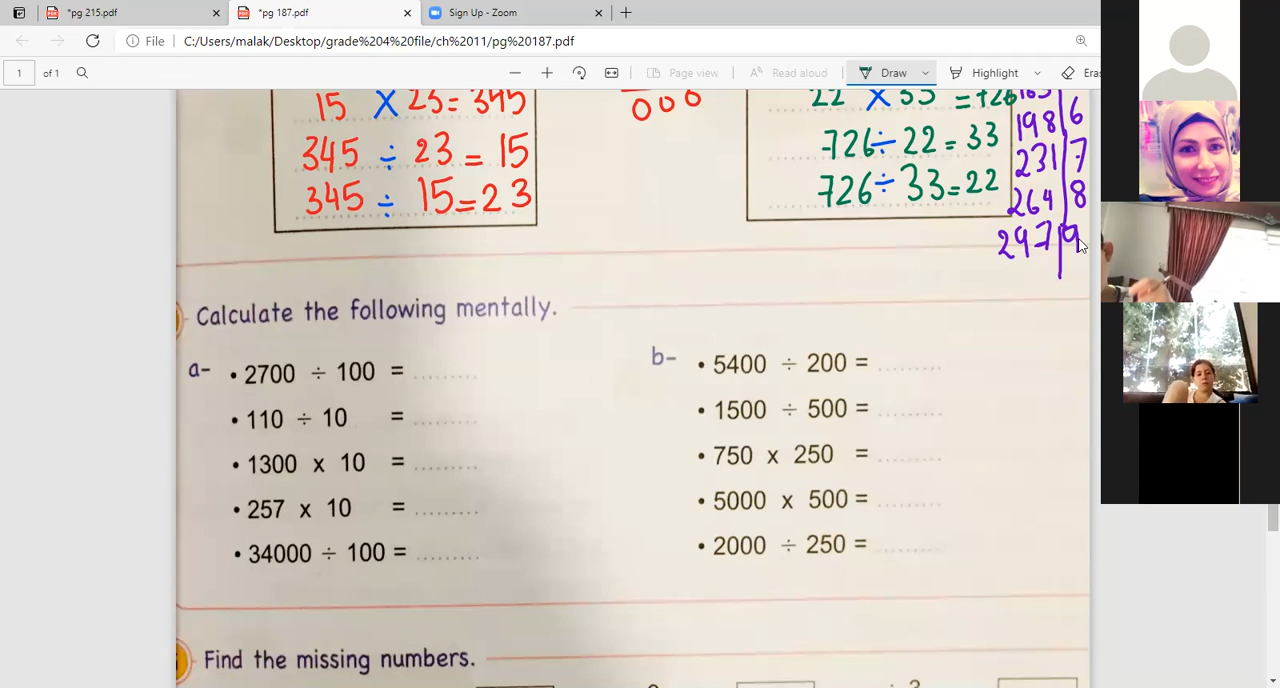 *pg 215.pdf
*pg 187.pdf
Sign Up - Zoom
File
C:/Users/malak/Desktop/grade%204%20file/ch%2011/pg%20187.pdf
1 of 1
Page view
Read aloud
Draw
Highlight
15 X 23 = 345
345 ÷ 23 = 15
345 ÷ 15 = 23
000
22 X 33 = 726
726 ÷ 22 = 33
726 ÷ 33 = 22
198 6
231 7
264 8
297 9
Calculate the following mentally.
a-
• 2700 ÷ 100 = ..........
• 110 ÷ 10 = ..........
• 1300 x 10 = ..........
• 257 x 10 = ..........
• 34000 ÷ 100 = ..........
b-
• 5400 ÷ 200 = ..........
• 1500 ÷ 500 = ..........
• 750 x 250 = ..........
• 5000 x 500 = ..........
• 2000 ÷ 250 = ..........
Find the missing numbers.